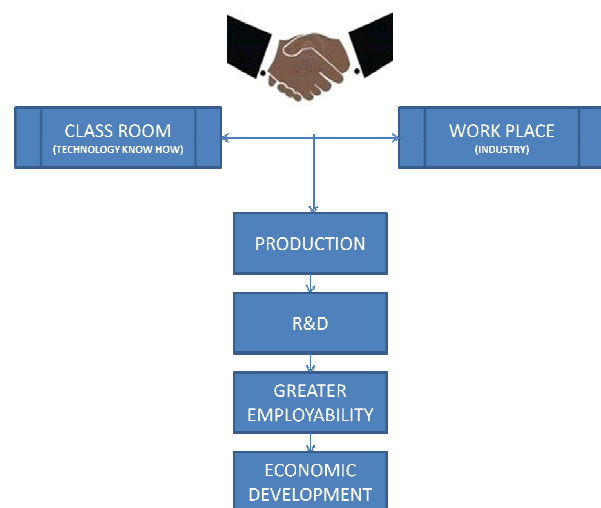 CLASS ROOM
(TECHNOLOGY KNOW HOW)
WORK PLACE
(INDUSTRY)
PRODUCTION
R&D
GREATER
EMPLOYABILITY
ECONOMIC
DEVELOPMENT